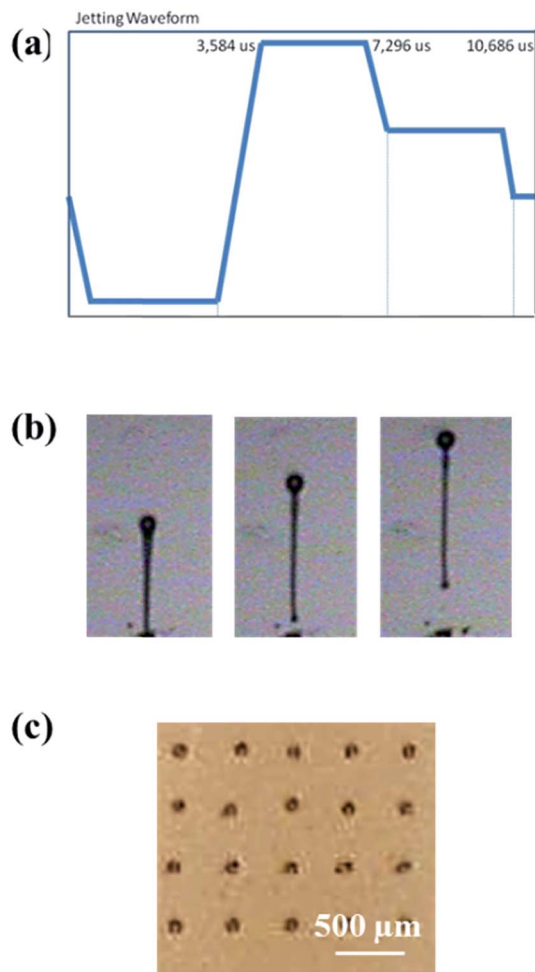 Jetting Waveform
(a)
3,584 us 7,296 us 10,686 us
(b)
(c)
500 µm